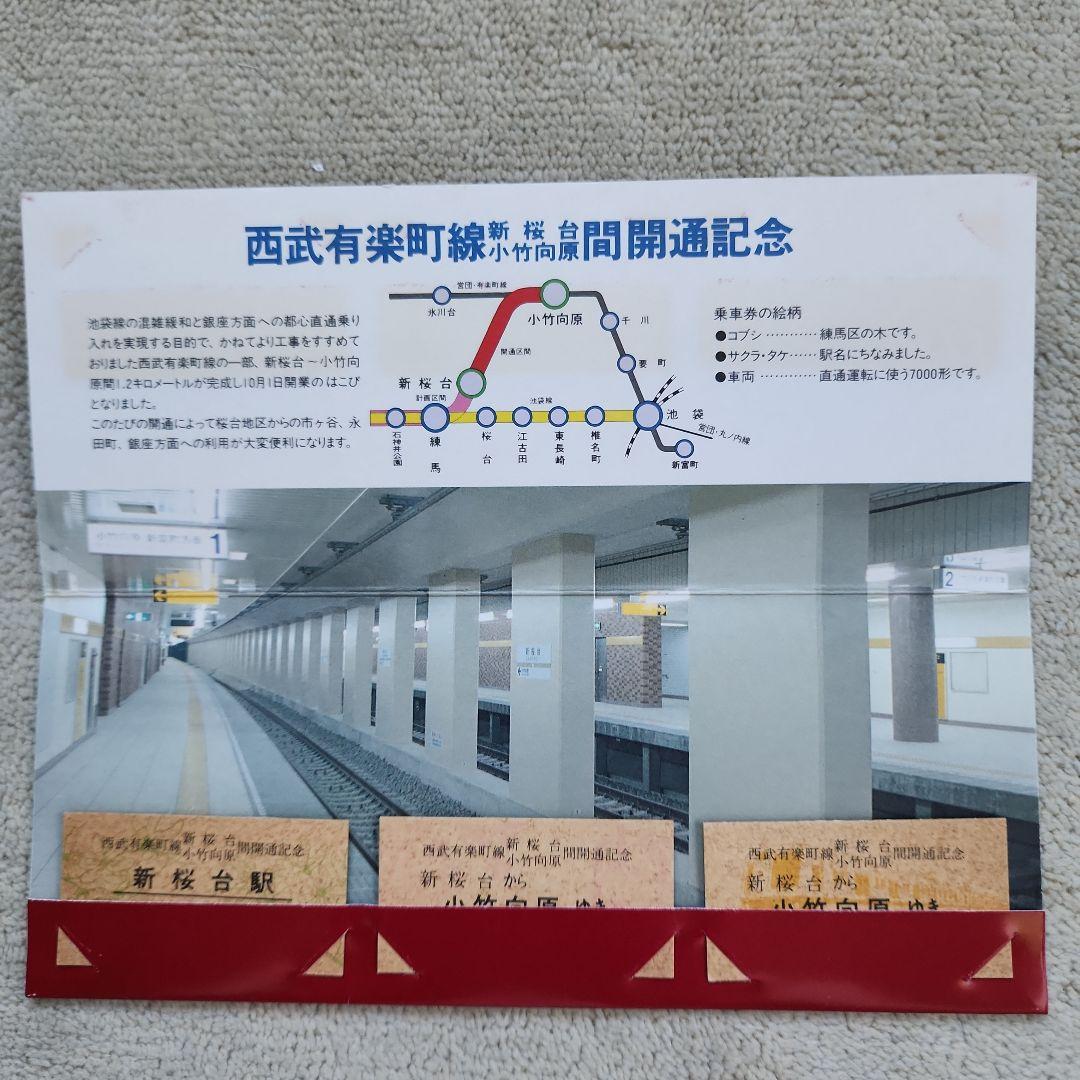 西武有楽町線 新桜台 小竹向原 間開通記念
池袋線の混雑緩和と銀座方面への都心直通乗り
入れを実現する目的で、かねてより工事をすすめて
おりました西武有楽町線の一部、新桜台〜小竹向
原間1.2キロメートルが完成し10月1日開業のはこび
となりました。
このたびの開通によって桜台地区からの市ヶ谷、永
田町、銀座方面への利用が大変便利になります。
営団・有楽町線
氷川台
小竹向原
千川
開通区間
要町
新桜台
計画区間
池袋線
池袋
石神井公園
練馬
桜台
江古田
東長崎
椎名町
営団・丸ノ内線
新富町
乗車券の絵柄
●コブシ…………練馬区の木です。
●サクラ・タケ……駅名にちなみました。
●車両…………直通運転に使う7000形です。
1
2
新桜台
西武有楽町線 新桜台 小竹向原 間開通記念
新桜台駅
西武有楽町線 新桜台 小竹向原 間開通記念
新桜台から
小竹向原ゆき
西武有楽町線 新桜台 小竹向原 間開通記念
新桜台から
小竹向原ゆき